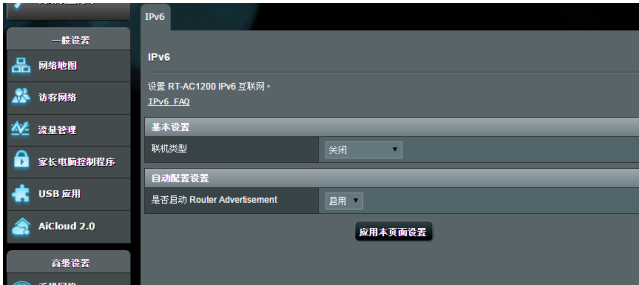 IPv6
一般设置
网络地图
访客网络
流量管理
家长电脑控制程序
USB 应用
AiCloud 2.0
高级设置
IPv6
设置 RT-AC1200 IPv6 互联网。
IPv6 FAQ
基本设置
联机类型
关闭
自动配置设置
是否启动 Router Advertisement
启用
应用本页面设置